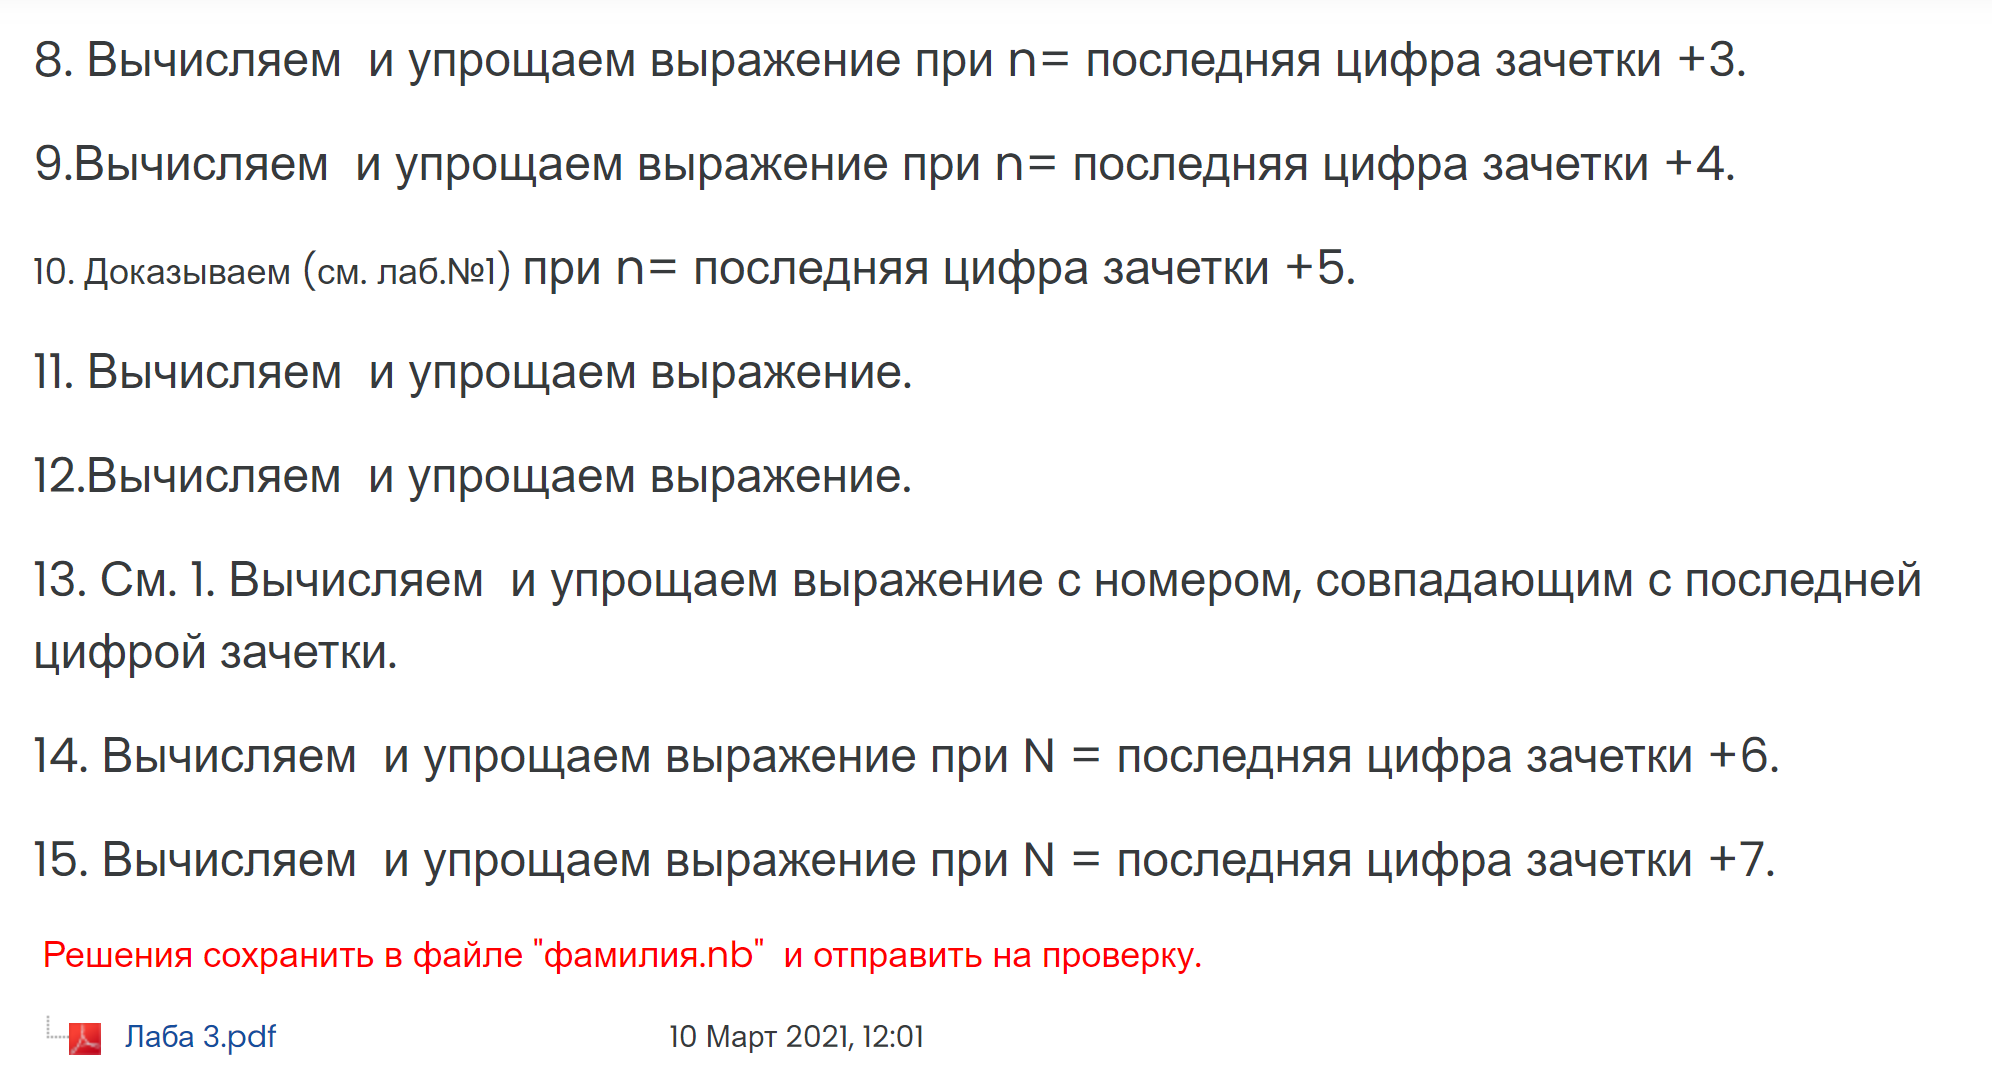 8. Вычисляем  и упрощаем выражение при n= последняя цифра зачетки +3.
9.Вычисляем  и упрощаем выражение при n= последняя цифра зачетки +4.
10. Доказываем (см. лаб.№1) при n= последняя цифра зачетки +5.
11. Вычисляем  и упрощаем выражение.
12.Вычисляем  и упрощаем выражение.
13. См. 1. Вычисляем  и упрощаем выражение с номером, совпадающим с последней
цифрой зачетки.
14. Вычисляем  и упрощаем выражение при N = последняя цифра зачетки +6.
15. Вычисляем  и упрощаем выражение при N = последняя цифра зачетки +7.
Решения сохранить в файле "фамилия.nb"  и отправить на проверку.
Лаба 3.pdf 10 Март 2021, 12:01